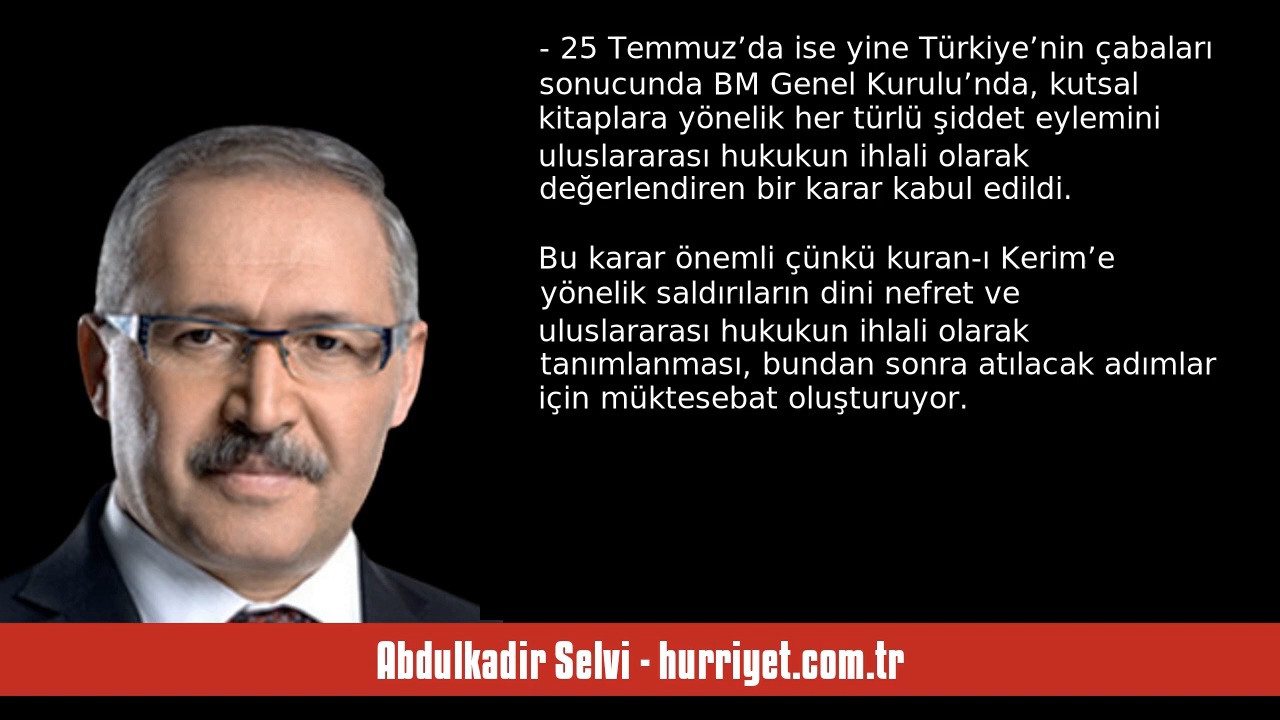 - 25 Temmuz’da ise yine Türkiye’nin çabaları
sonucunda BM Genel Kurulu’nda, kutsal
kitaplara yönelik her türlü şiddet eylemini
uluslararası hukukun ihlali olarak
değerlendiren bir karar kabul edildi.
Bu karar önemli çünkü kuran-ı Kerim’e
yönelik saldırıların dini nefret ve
uluslararası hukukun ihlali olarak
tanımlanması, bundan sonra atılacak adımlar
için müktesebat oluşturuyor.
Abdulkadir Selvi - hurriyet.com.tr